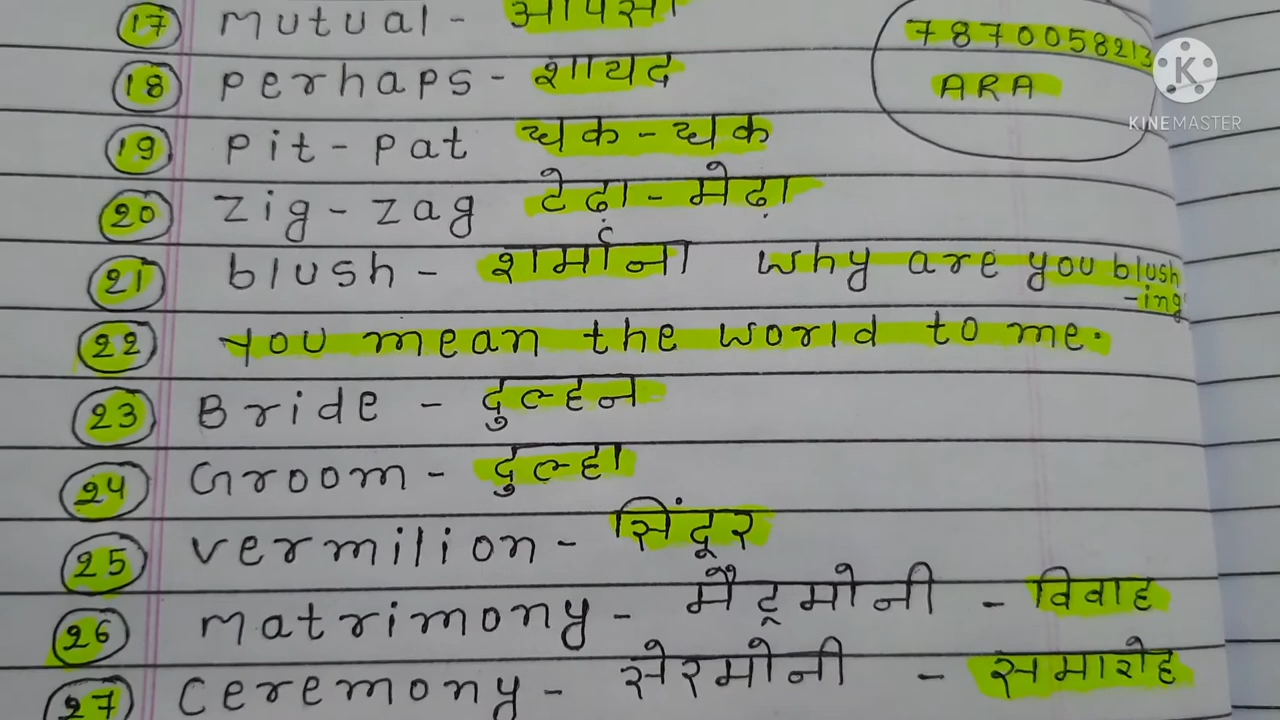 17 Mutual - आपसी
18 Perhaps - शायद
19 Pit-Pat धक-धक
20 Zig-zag टेढ़ा-मेढ़ा
21 blush - शर्माना why are you blush
-ing
22 You mean the world to me.
23 Bride - दुल्हन
24 Groom - दुल्हा
25 vermilion - सिंदूर
26 Matrimony - मैट्रमोनी - विवाह
27 Ceremony - सेरमोनी - समारोह
7870058213
ARA
K
KINEMASTER